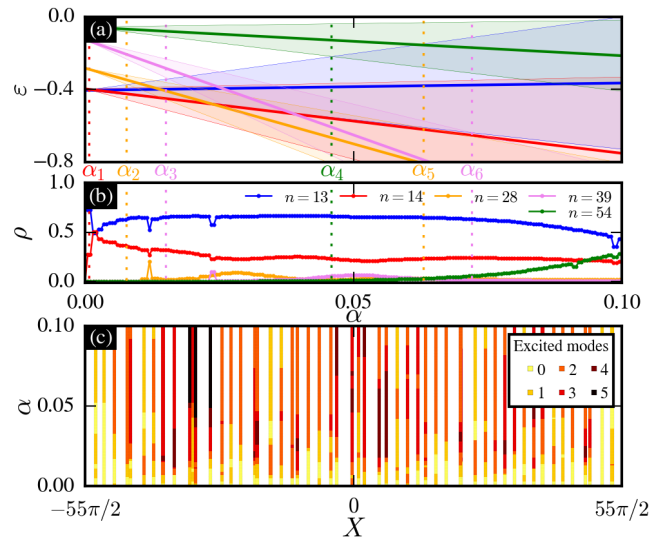 (a)
0.0
ε
−0.4
−0.8
α₁ α₂ α₃ α₄ α₅ α₆
(b)
1.0
n = 13 n = 14 n = 28 n = 39
n = 54
ρ
0.5
0.0
0.00 0.05 0.10
α
(c)
0.10
Excited modes
0 2 4
1 3 5
α
0.05
0.00
−55π/2 0 55π/2
X